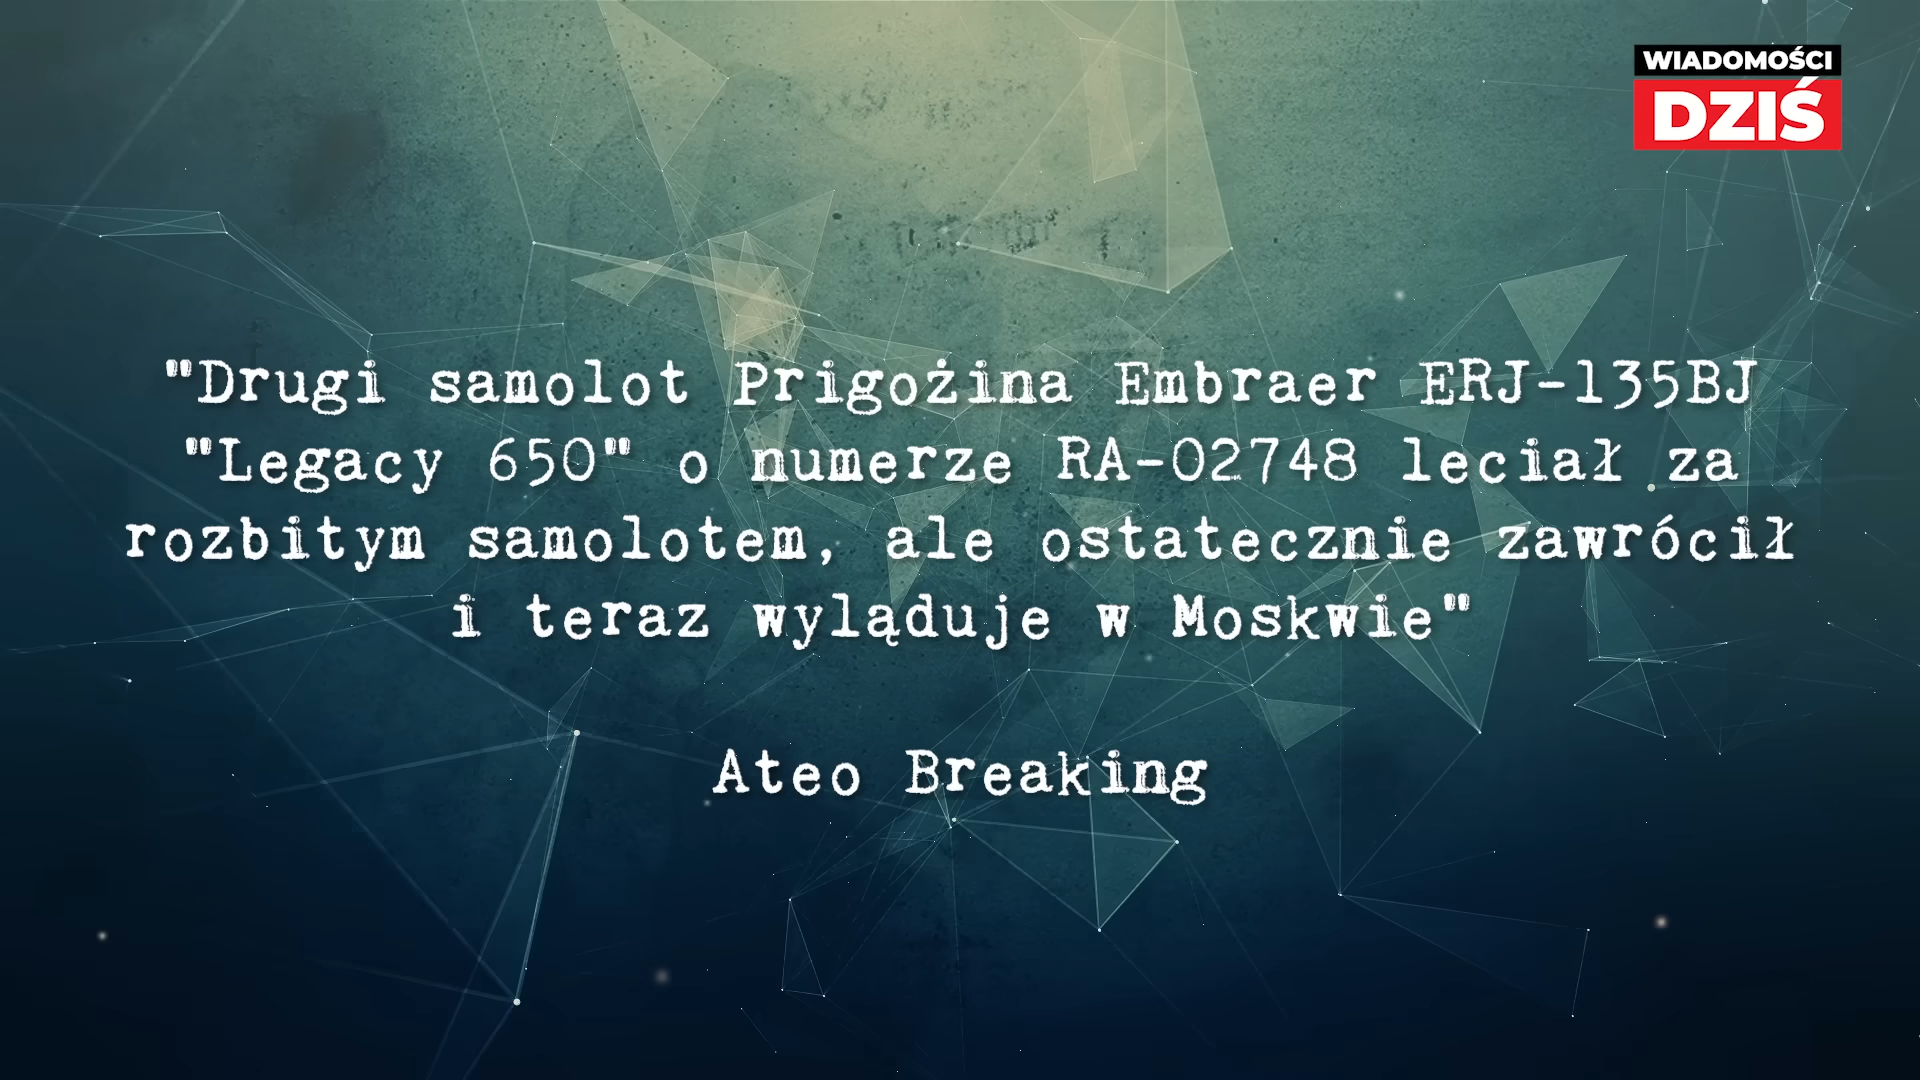 WIADOMOŚCI
DZIŚ
"Drugi samolot Prigożina Embraer ERJ-135BJ
"Legacy 650" o numerze RA-02748 leciał za
rozbitym samolotem, ale ostatecznie zawrócił
i teraz wyląduje w Moskwie"
Ateo Breaking